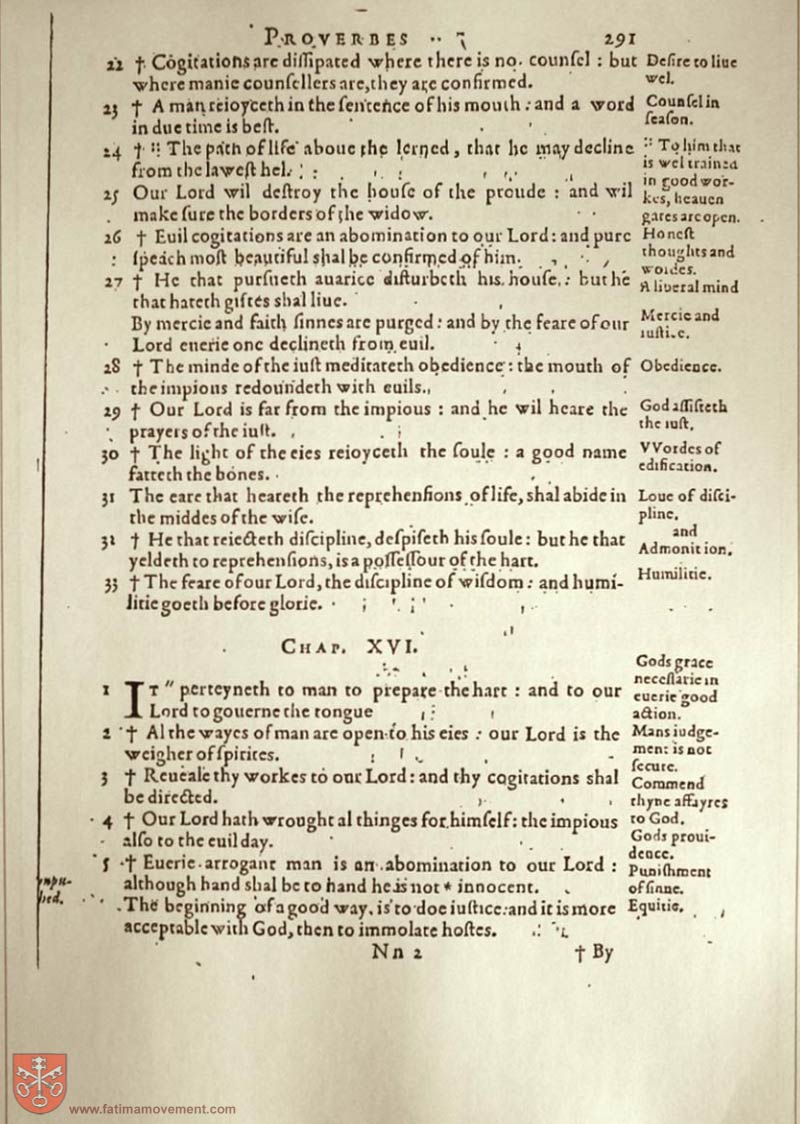 PROVERBES 291
22 † Cogitations are dissipated where there is no counsel : but
where manie counsellers are, they are confirmed.
23 † A man reioyceth in the sentence of his mouth : and a word
in due time is best.
24 † :: The path of life aboue the lerned, that he may decline
from the lawest hel.
25 Our Lord wil destroy the house of the proude : and wil
make sure the borders of the widow.
26 † Euil cogitations are an abomination to our Lord : and pure
speach most beautiful shal be confirmed of him.
27 † He that pursueth auarice disturbeth his house : but he
that hateth giftes shal liue.
By mercie and faith sinnes are purged : and by the feare of our
Lord euerie one declineth from euil.
28 † The minde of the iust meditateth obedience : the mouth of
the impious redoundeth with euils.
29 † Our Lord is far from the impious : and he wil heare the
prayers of the iust.
30 † The light of the eies reioyceth the soule : a good name
fatteth the bones.
31 The eare that heareth the reprehensions of life, shal abide in
the middes of the wise.
32 † He that reiecteth discipline, despiseth his soule : but he that
yeldeth to reprehensions, is a possessour of the hart.
33 † The feare of our Lord, the discipline of wisdom : and humi-
litie goeth before glorie.
Desire to liue
wel.
Counsel in
season.
:: To him that
is wel trained
in good wor-
kes, heauen
gates are open.
Honest
thoughts and
wordes.
A liberal mind
Mercie and
iustice.
Obedience.
God assisteth
the iust.
VVordes of
edification.
Loue of disci-
pline.
and
Admonition.
Humilitie.
CHAP. XVI.
1 IT " perteyneth to man to prepare the hart : and to our
Lord to gouerne the tongue
2 † Al the wayes of man are open to his eies : our Lord is the
weigher of spirites.
3 † Reueale thy workes to our Lord : and thy cogitations shal
be directed.
4 † Our Lord hath wrought al thinges for himself : the impious
also to the euil day.
5 † Euerie arrogant man is an abomination to our Lord :
although hand shal be to hand he is not * innocent.
The beginning of a good way, is to doe iustice : and it is more
acceptable with God, then to immolate hostes.
Gods grace
necessarie in
euerie good
action.
Mans iudge-
ment is not
secure.
Commend
thyne affayres
to God.
Gods proui-
dence.
Punishment
of sinne.
Equitie.
Nn 2 † By
www.fatimamovement.com